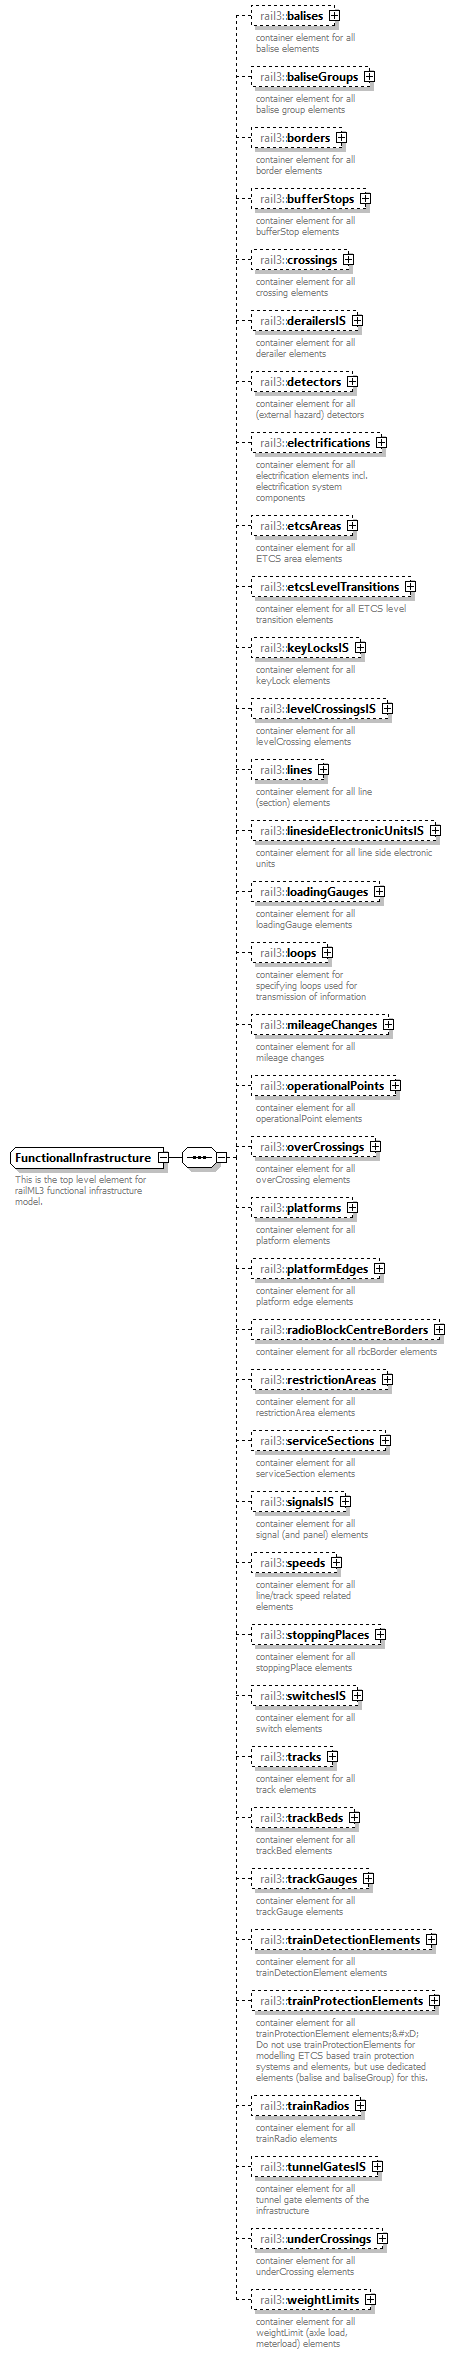 rail3::balises
container element for all
balise elements
rail3::baliseGroups
container element for all
balise group elements
rail3::borders
container element for all
border elements
rail3::bufferStops
container element for all
bufferStop elements
rail3::crossings
container element for all
crossing elements
rail3::derailersIS
container element for all
derailer elements
rail3::detectors
container element for all
(external hazard) detectors
rail3::electrifications
container element for all
electrification elements incl.
electrification system
components
rail3::etcsAreas
container element for all
ETCS area elements
rail3::etcsLevelTransitions
container element for all ETCS level
transition elements
rail3::keyLocksIS
container element for all
keyLock elements
rail3::levelCrossingsIS
container element for all
levelCrossing elements
rail3::lines
container element for all line
(section) elements
rail3::linesideElectronicUnitsIS
container element for all line side electronic
units
rail3::loadingGauges
container element for all
loadingGauge elements
rail3::loops
container element for
specifying loops used for
transmission of information
rail3::mileageChanges
container element for all
mileage changes
rail3::operationalPoints
container element for all
operationalPoint elements
FunctionalInfrastructure
This is the top level element for
railML3 functional infrastructure
model.
rail3::overCrossings
container element for all
overCrossing elements
rail3::platforms
container element for all
platform elements
rail3::platformEdges
container element for all
platform edge elements
rail3::radioBlockCentreBorders
container element for all rbcBorder elements
rail3::restrictionAreas
container element for all
restrictionArea elements
rail3::serviceSections
container element for all
serviceSection elements
rail3::signalsIS
container element for all
signal (and panel) elements
rail3::speeds
container element for all
line/track speed related
elements
rail3::stoppingPlaces
container element for all
stoppingPlace elements
rail3::switchesIS
container element for all
switch elements
rail3::tracks
container element for all
track elements
rail3::trackBeds
container element for all
trackBed elements
rail3::trackGauges
container element for all
trackGauge elements
rail3::trainDetectionElements
container element for all
trainDetectionElement elements
rail3::trainProtectionElements
container element for all
trainProtectionElement elements;&#xD;
Do not use trainProtectionElements for
modelling ETCS based train protection
systems and elements, but use dedicated
elements (balise and baliseGroup) for this.
rail3::trainRadios
container element for all
trainRadio elements
rail3::tunnelGatesIS
container element for all
tunnel gate elements of the
infrastructure
rail3::underCrossings
container element for all
underCrossing elements
rail3::weightLimits
container element for all
weightLimit (axle load,
meterload) elements